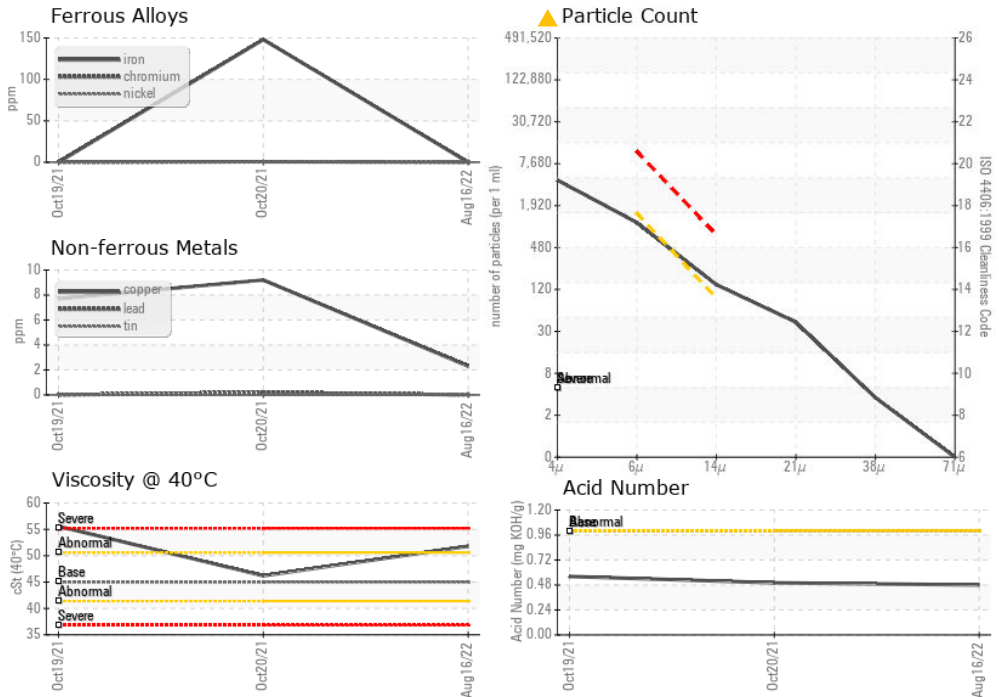 Ferrous Alloys
150
100
50
0
ppm
iron
chromium
nickel
Oct19/21
Oct20/21
Aug16/22
Non-ferrous Metals
10
8
6
4
2
0
ppm
copper
lead
tin
Oct19/21
Oct20/21
Aug16/22
Viscosity @ 40°C
60
55
50
45
40
35
cSt (40°C)
Severe
Abnormal
Base
Abnormal
Severe
Oct19/21
Oct20/21
Aug16/22
Particle Count
491,520
122,880
30,720
7,680
1,920
480
120
30
8
2
0
number of particles (per 1 ml)
26
24
22
20
18
16
14
12
10
8
6
ISO 4406:1999 Cleanliness Code
Abnormal
4µ
6µ
14µ
21µ
38µ
71µ
Acid Number
1.20
0.96
0.72
0.48
0.24
0.00
Acid Number (mg KOH/g)
Abnormal
Oct19/21
Oct20/21
Aug16/22